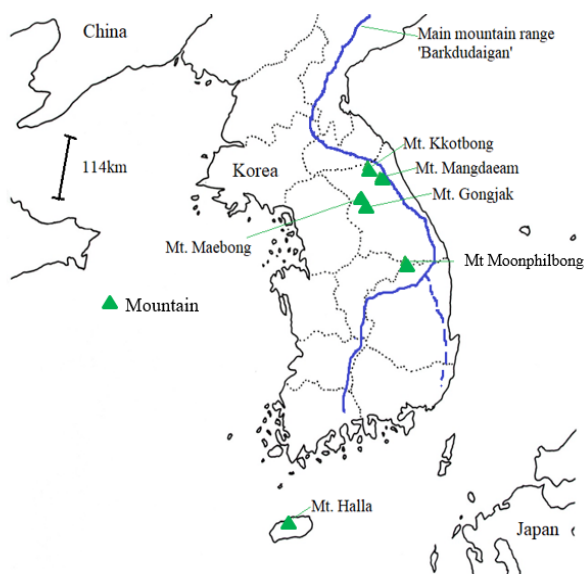 China
Main mountain range
'Barkdudaigan'
Mt. Kkotbong
114km
Korea
Mt. Mangdaeam
Mt. Gongjak
Mt. Maebong
Mt Moonphilbong
Mountain
Mt. Halla
Japan